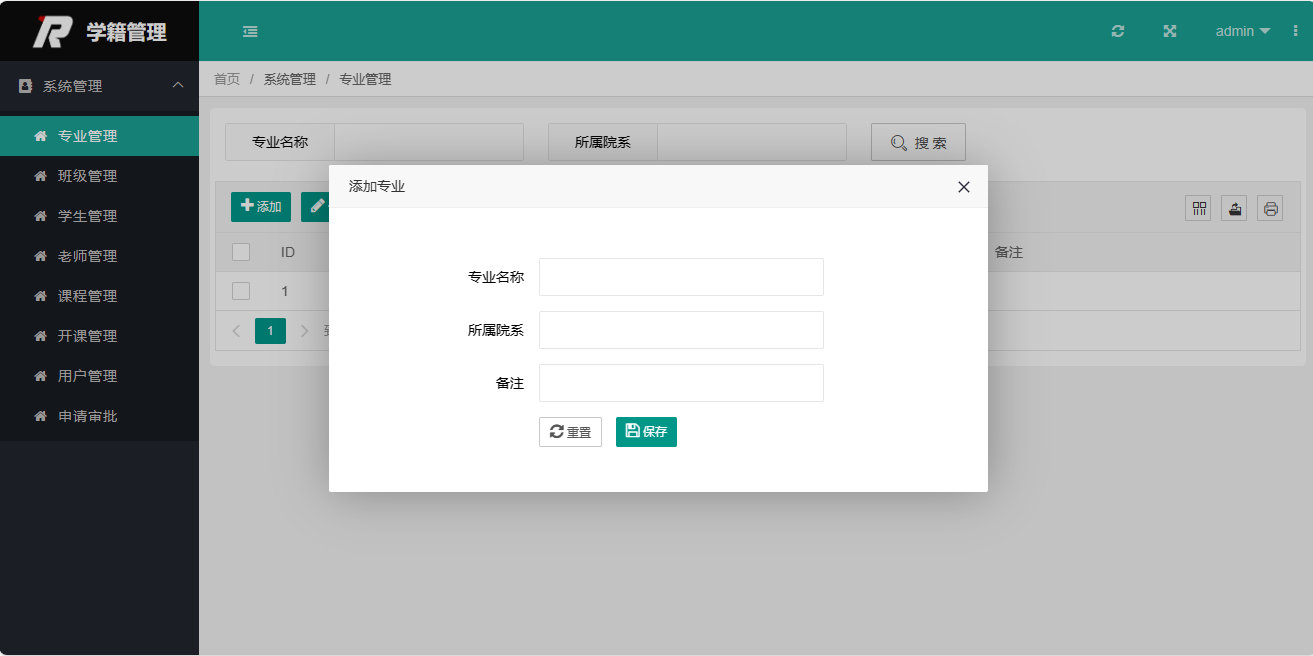 学籍管理
admin
系统管理
首页 / 系统管理 / 专业管理
专业管理
班级管理
学生管理
老师管理
课程管理
开课管理
用户管理
申请审批
专业名称
所属院系
搜 索
添加
ID
备注
1
1
添加专业
专业名称
所属院系
备注
重置
保存